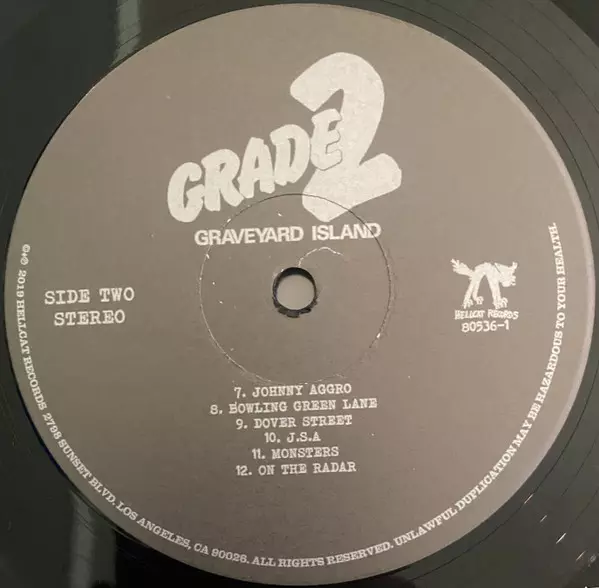 GRADE 2
GRAVEYARD ISLAND
SIDE TWO
STEREO
HELLCAT RECORDS
80536-1
7. JOHNNY AGGRO
8. BOWLING GREEN LANE
9. DOVER STREET
10. J.S.A
11. MONSTERS
12. ON THE RADAR
©+℗ 2019 HELLCAT RECORDS 2798 SUNSET BLVD. LOS ANGELES, CA 90026. ALL RIGHTS RESERVED. UNLAWFUL DUPLICATION MAY BE HAZARDOUS TO YOUR HEALTH.